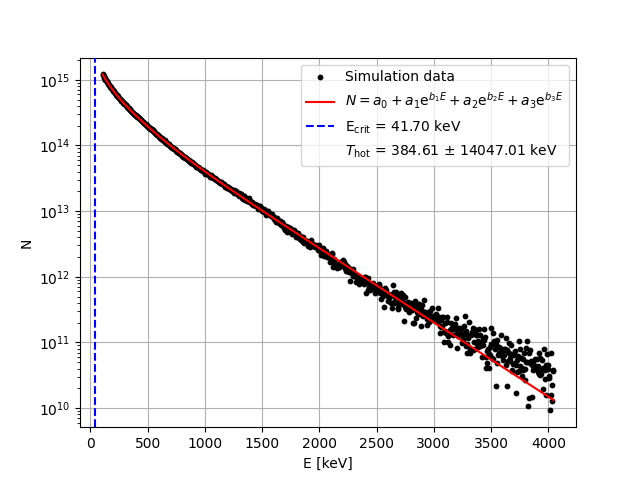 Simulation data
N = a₀ + a₁e^{b₁E} + a₂e^{b₂E} + a₃e^{b₃E}
E_crit = 41.70 keV
T_hot = 384.61 ± 14047.01 keV
10¹⁵
10¹⁴
10¹³
10¹²
10¹¹
10¹⁰
N
0 500 1000 1500 2000 2500 3000 3500 4000
E [keV]